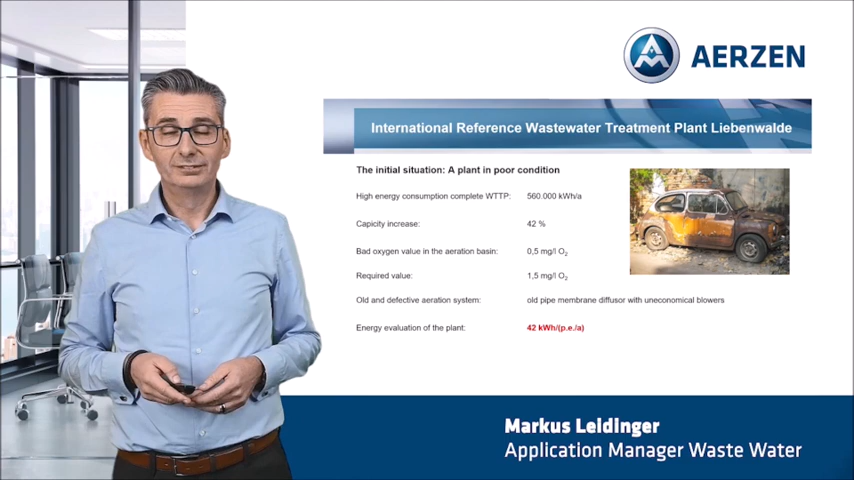 AERZEN
International Reference Wastewater Treatment Plant Liebenwalde
The initial situation: A plant in poor condition
High energy consumption complete WTTP: 560.000 kWh/a
Capicity increase: 42 %
Bad oxygen value in the aeration basin: 0,5 mg/l O₂
Required value: 1,5 mg/l O₂
Old and defective aeration system: old pipe membrane diffusor with uneconomical blowers
Energy evaluation of the plant: 42 kWh/(p.e./a)
Markus Leidinger
Application Manager Waste Water